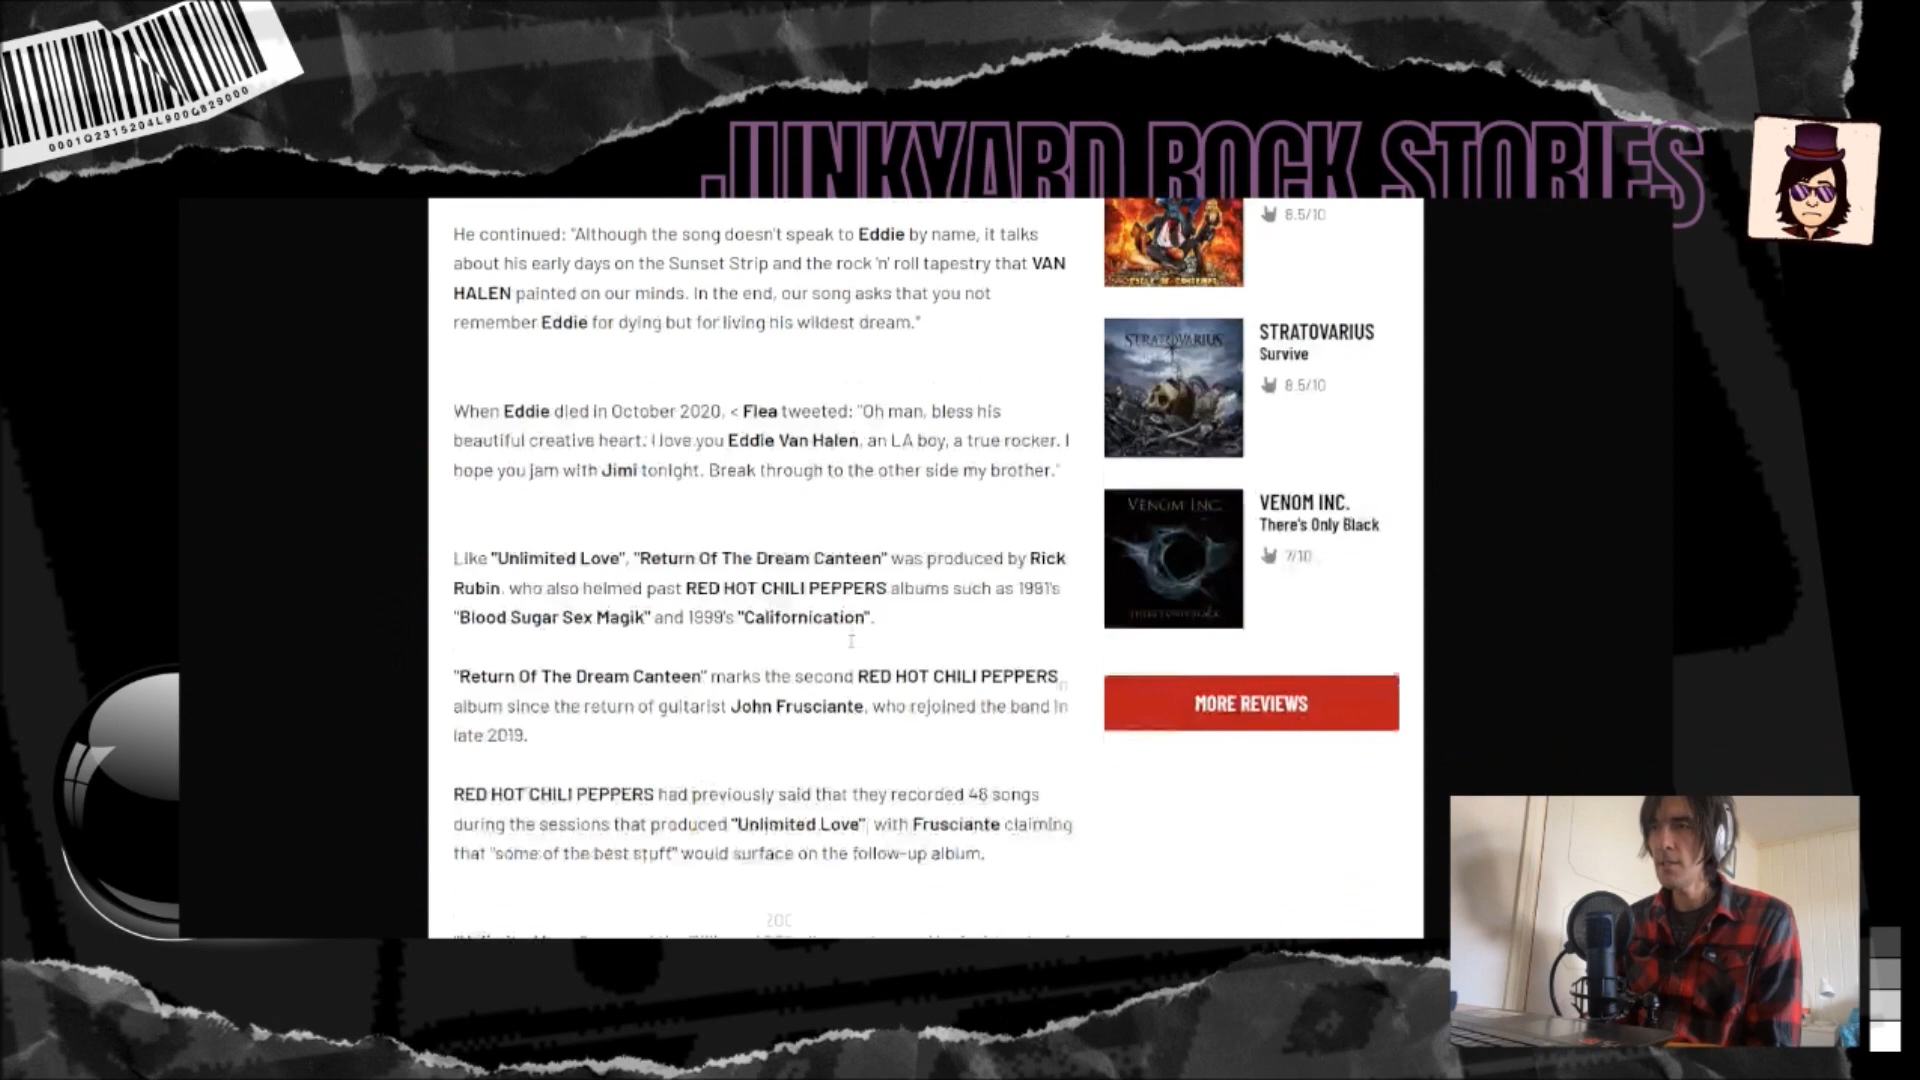 0001Q2315204L900G829000
JUNKYARD ROCK STORIES
He continued: "Although the song doesn't speak to Eddie by name, it talks
about his early days on the Sunset Strip and the rock 'n' roll tapestry that VAN
HALEN painted on our minds. In the end, our song asks that you not
remember Eddie for dying but for living his wildest dream."
When Eddie died in October 2020, < Flea tweeted: "Oh man, bless his
beautiful creative heart. I love you Eddie Van Halen, an LA boy, a true rocker. I
hope you jam with Jimi tonight. Break through to the other side my brother."
Like "Unlimited Love", "Return Of The Dream Canteen" was produced by Rick
Rubin, who also helmed past RED HOT CHILI PEPPERS albums such as 1991's
"Blood Sugar Sex Magik" and 1999's "Californication".
"Return Of The Dream Canteen" marks the second RED HOT CHILI PEPPERS
album since the return of guitarist John Frusciante, who rejoined the band in
late 2019.
RED HOT CHILI PEPPERS had previously said that they recorded 48 songs
during the sessions that produced "Unlimited Love", with Frusciante claiming
that "some of the best stuff" would surface on the follow-up album.
8.5/10
STRATOVARIUS
STRATOVARIUS
Survive
8.5/10
VENOM INC.
THERE'S ONLY BLACK
VENOM INC.
There's Only Black
7/10
MORE REVIEWS